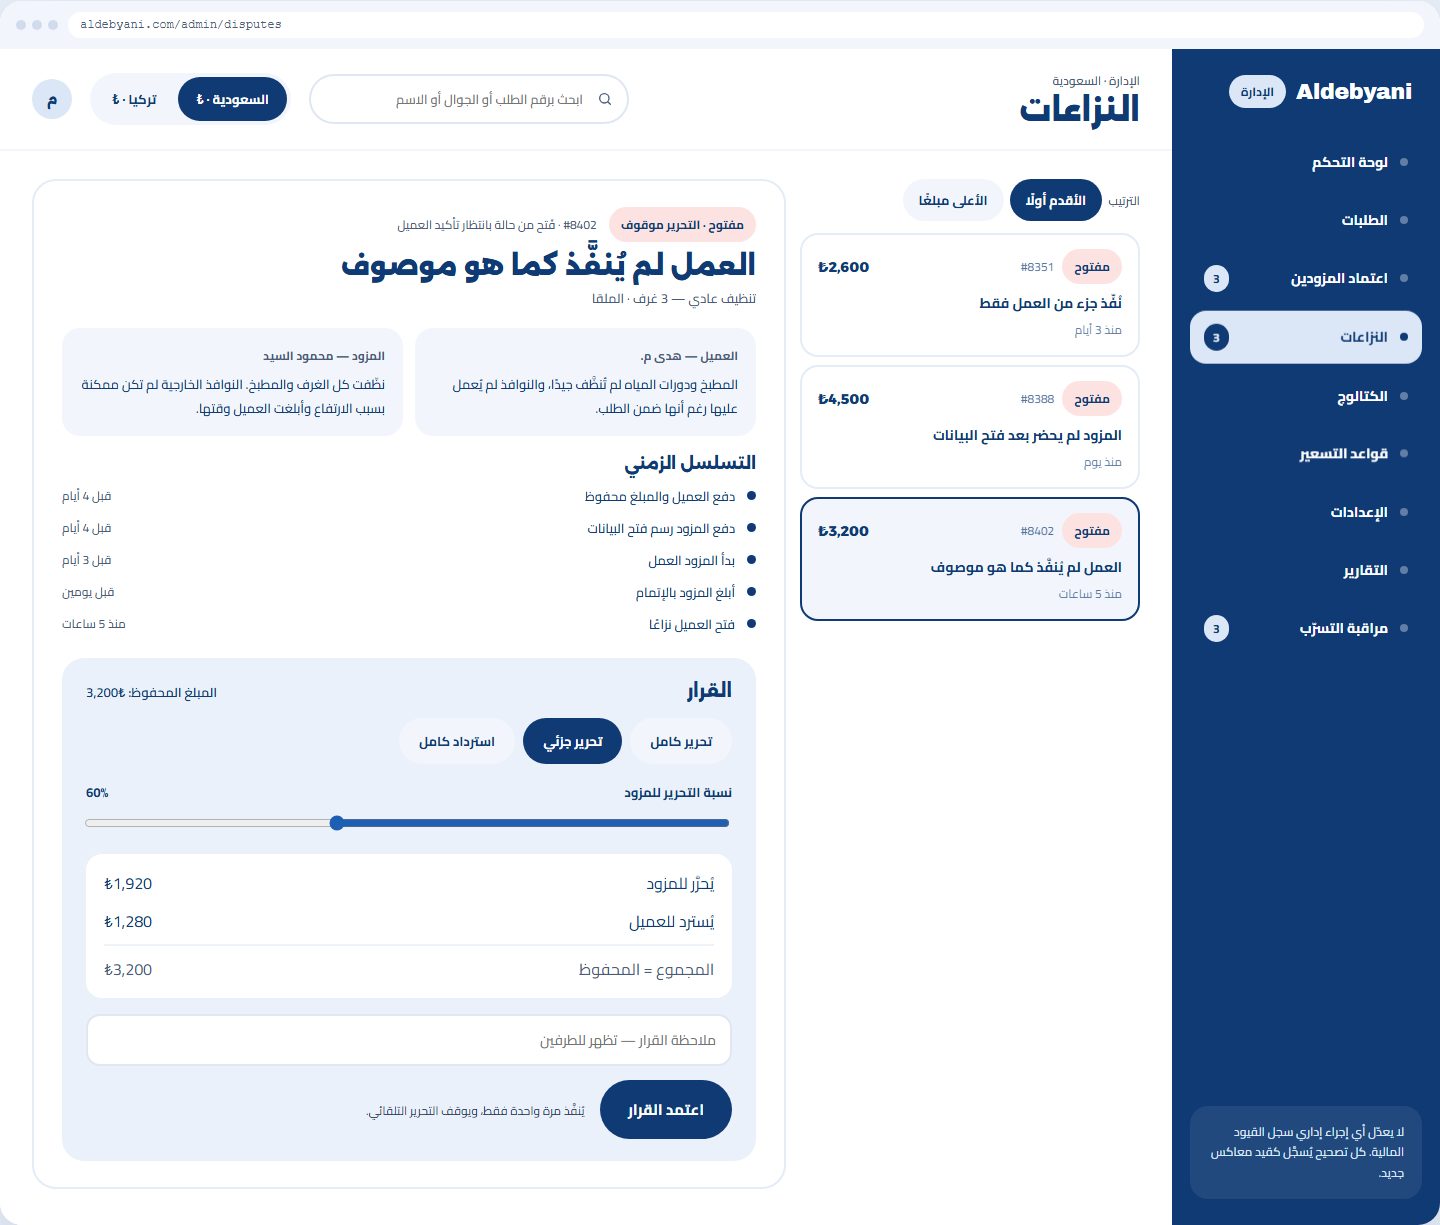 aldebyani.com/admin/disputes
Aldebyani
الإدارة
لوحة التحكم
الطلبات
اعتماد المزودين
3
النزاعات
3
الكتالوج
قواعد التسعير
الإعدادات
التقارير
مراقبة التسرّب
3
لا يعدّل أي إجراء إداري سجل القيود
المالية. كل تصحيح يُسجَّل كقيد معاكس
جديد.
الإدارة · السعودية
النزاعات
ابحث برقم الطلب أو الجوال أو الاسم
السعودية · ₺
تركيا · ₺
م
الترتيب
الأقدم أولًا
الأعلى مبلغًا
مفتوح
#8351
₺2,600
نُفّذ جزء من العمل فقط
منذ 3 أيام
مفتوح
#8388
₺4,500
المزود لم يحضر بعد فتح البيانات
منذ يوم
مفتوح
#8402
₺3,200
العمل لم يُنفَّذ كما هو موصوف
منذ 5 ساعات
مفتوح · التحرير موقوف
#8402 · فُتح من حالة بانتظار تأكيد العميل
العمل لم يُنفَّذ كما هو موصوف
تنظيف عادي — 3 غرف · الملقا
العميل — هدى م.
المطبخ ودورات المياه لم تُنظَّف جيدًا، والنوافذ لم يُعمل
عليها رغم أنها ضمن الطلب.
المزود — محمود السيد
نظّفت كل الغرف والمطبخ. النوافذ الخارجية لم تكن ممكنة
بسبب الارتفاع وأبلغت العميل وقتها.
التسلسل الزمني
دفع العميل والمبلغ محفوظ
قبل 4 أيام
دفع المزود رسم فتح البيانات
قبل 4 أيام
بدأ المزود العمل
قبل 3 أيام
أبلغ المزود بالإتمام
قبل يومين
فتح العميل نزاعًا
منذ 5 ساعات
القرار
المبلغ المحفوظ: ₺3,200
تحرير كامل
تحرير جزئي
استرداد كامل
نسبة التحرير للمزود
60%
يُحرَّر للمزود
₺1,920
يُسترد للعميل
₺1,280
المجموع = المحفوظ
₺3,200
ملاحظة القرار — تظهر للطرفين
اعتمد القرار
يُنفَّذ مرة واحدة فقط، ويوقف التحرير التلقائي.